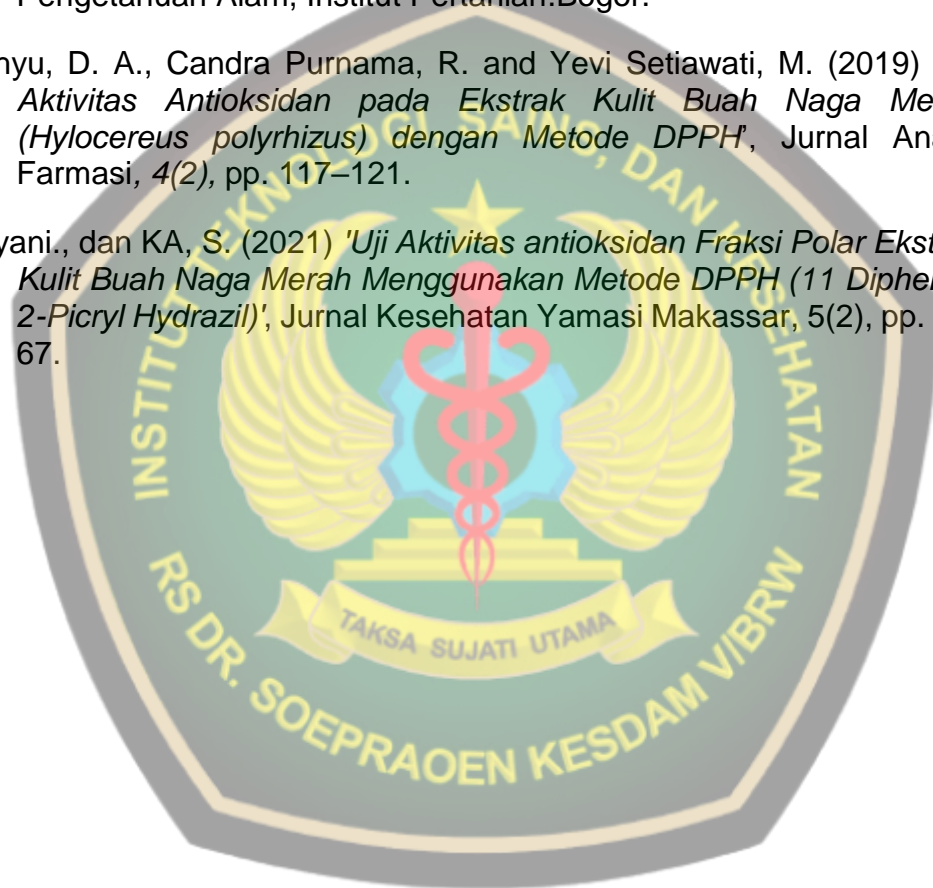 Pengetahuan Alam, Institut Pertanian.Bogor.
nyu, D. A., Candra Purnama, R. and Yevi Setiawati, M. (2019)
Aktivitas Antioksidan pada Ekstrak Kulit Buah Naga Me
(Hylocereus polyrhizus) dengan Metode DPPH', Jurnal Ana
Farmasi, 4(2), pp. 117–121.
yani., dan KA, S. (2021) 'Uji Aktivitas antioksidan Fraksi Polar Ekst
Kulit Buah Naga Merah Menggunakan Metode DPPH (11 Diphe
2-Picryl Hydrazil)', Jurnal Kesehatan Yamasi Makassar, 5(2), pp.
67.
INSTITUT TEKNOLOGI, SAINS, DAN KESEHATAN
TAKSA SUJATI UTAMA
RS DR. SOEPRAOEN KESDAM V/BRW